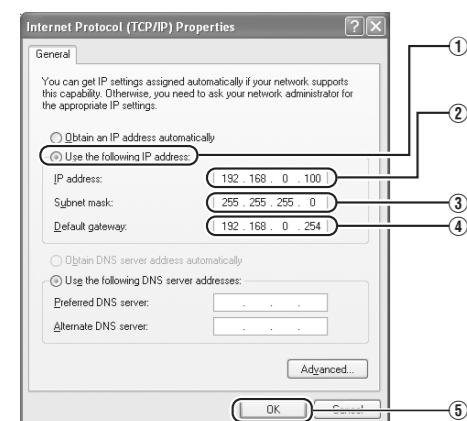 Internet Protocol (TCP/IP) Properties
General
You can get IP settings assigned automatically if your network supports
this capability. Otherwise, you need to ask your network administrator for
the appropriate IP settings.
Obtain an IP address automatically
Use the following IP address:
IP address: 192 . 168 . 0 . 100
Subnet mask: 255 . 255 . 255 . 0
Default gateway: 192 . 168 . 0 . 254
Obtain DNS server address automatically
Use the following DNS server addresses:
Preferred DNS server: . . .
Alternate DNS server: . . .
Advanced...
OK Cancel
①
②
③
④
⑤